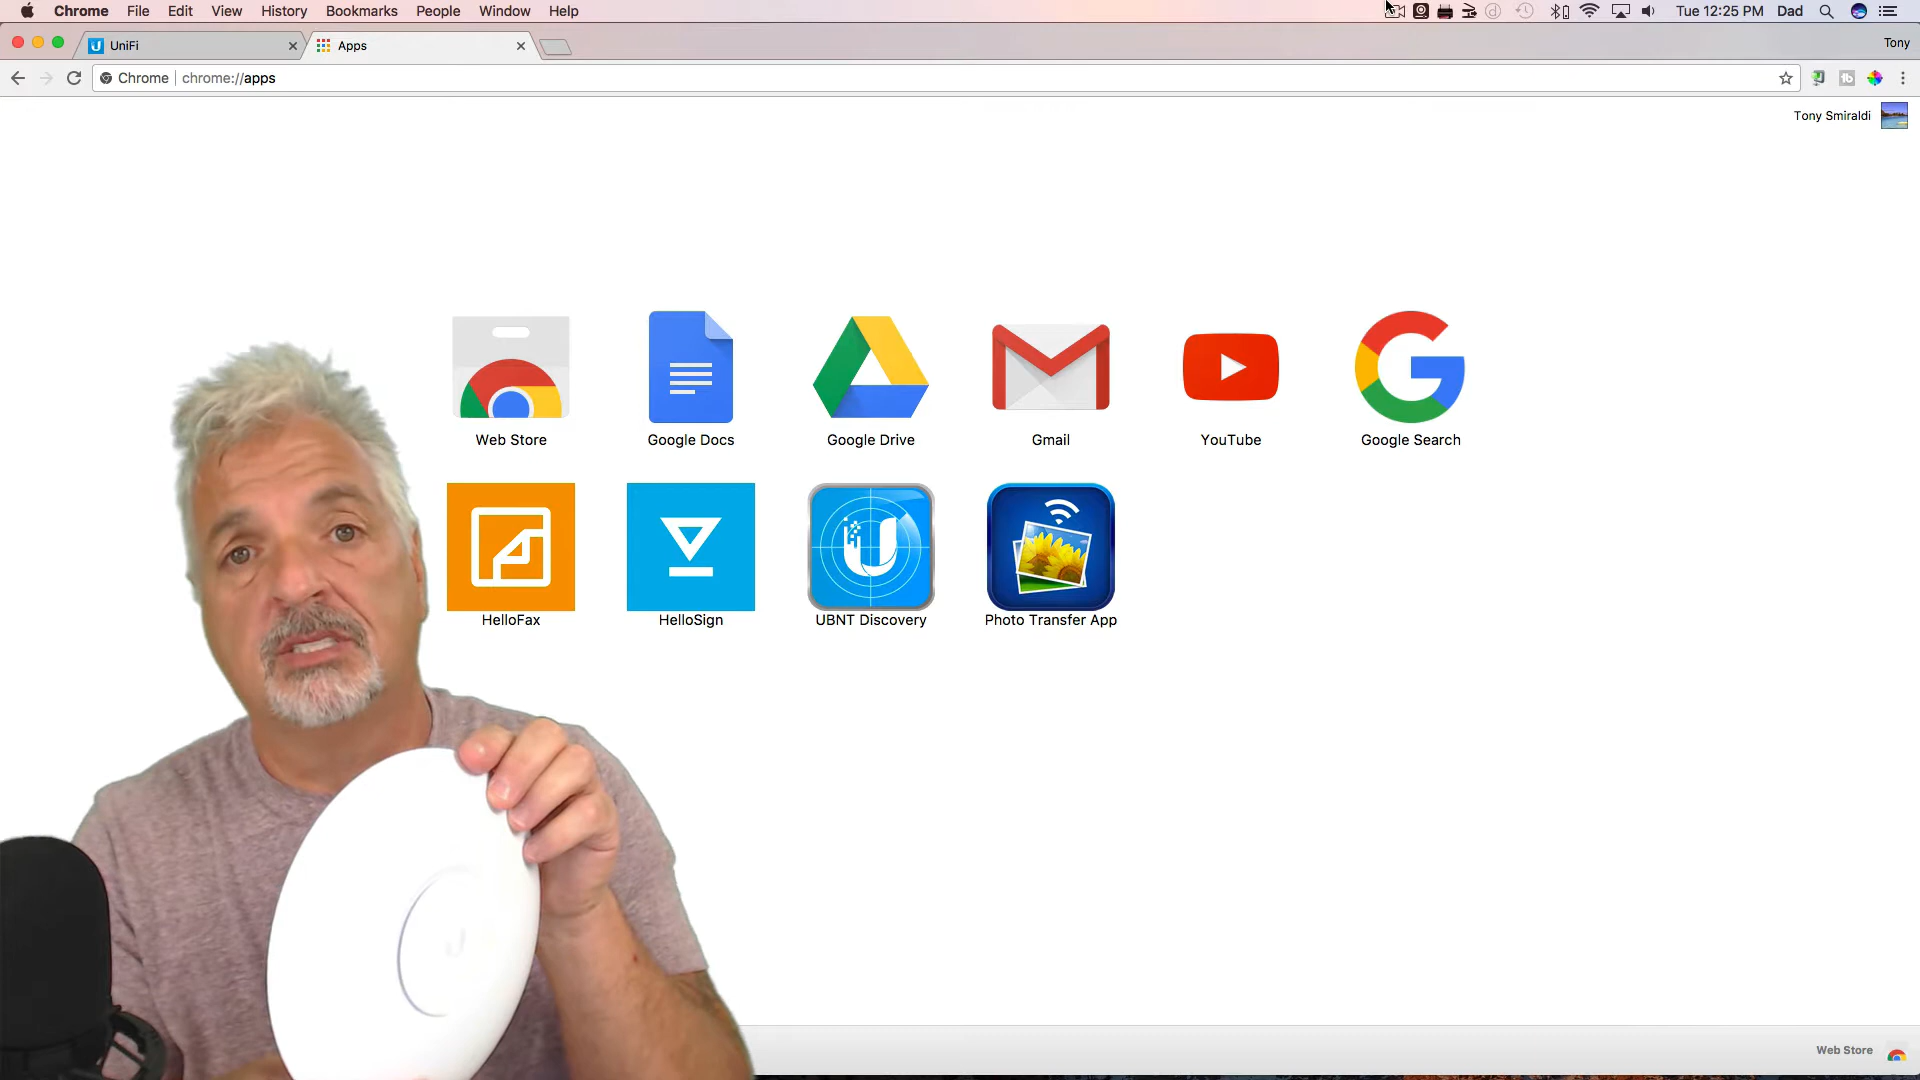 Chrome File Edit View History Bookmarks People Window Help Tue 12:25 PM Dad
UniFi Apps Tony
Chrome chrome://apps
Tony Smiraldi
Web Store Google Docs Google Drive Gmail YouTube Google Search
HelloFax HelloSign UBNT Discovery Photo Transfer App
Web Store